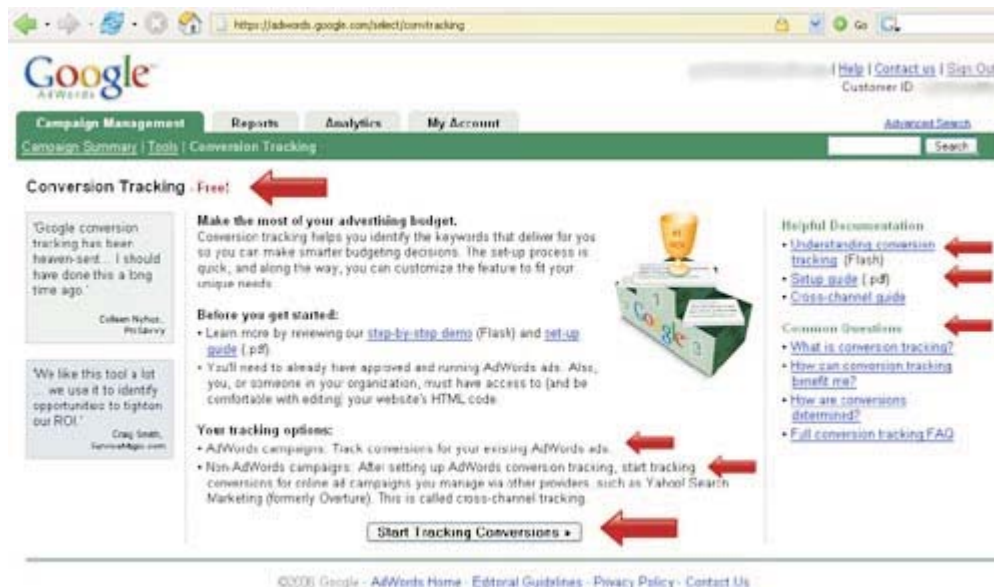 https://adwords.google.com/select/convtracking
Go
Google
AdWords
| Help | Contact us | Sign Out
Customer ID
Campaign Management
Reports
Analytics
My Account
Advanced Search
Campaign Summary | Tools | Conversion Tracking
Search
Conversion Tracking - Free!
"Google conversion
tracking has been
heaven-sent... I should
have done this a long
time ago."
Colleen
"We like this tool a lot
... we use it to identify
opportunities to tighten
our ROI."
Craig Smith,
ServiceMagic.com
Make the most of your advertising budget.
Conversion tracking helps you identify the keywords that deliver for you
so you can make smarter budgeting decisions. The set-up process is
quick, and along the way, you can customize the feature to fit your
unique needs.
Before you get started:
• Learn more by reviewing our step-by-step demo (Flash) and set-up
guide (.pdf).
• You'll need to already have approved and running AdWords ads. Also,
you, or someone in your organization, must have access to (and be
comfortable with editing) your website's HTML code.
Your tracking options:
• AdWords campaigns: Track conversions for your existing AdWords ads.
• Non-AdWords campaigns: After setting up AdWords conversion tracking, start tracking
conversions for online ad campaigns you manage via other providers, such as Yahoo! Search
Marketing (formerly Overture). This is called cross-channel tracking.
Start Tracking Conversions
Google
Helpful Documentation
• Understanding conversion
tracking (Flash)
• Setup guide (.pdf)
• Cross-channel guide
Common Questions
• What is conversion tracking?
• How can conversion tracking
benefit me?
• How are conversions
determined?
• Full conversion tracking FAQ
©2006 Google - AdWords Home - Editorial Guidelines - Privacy Policy - Contact Us